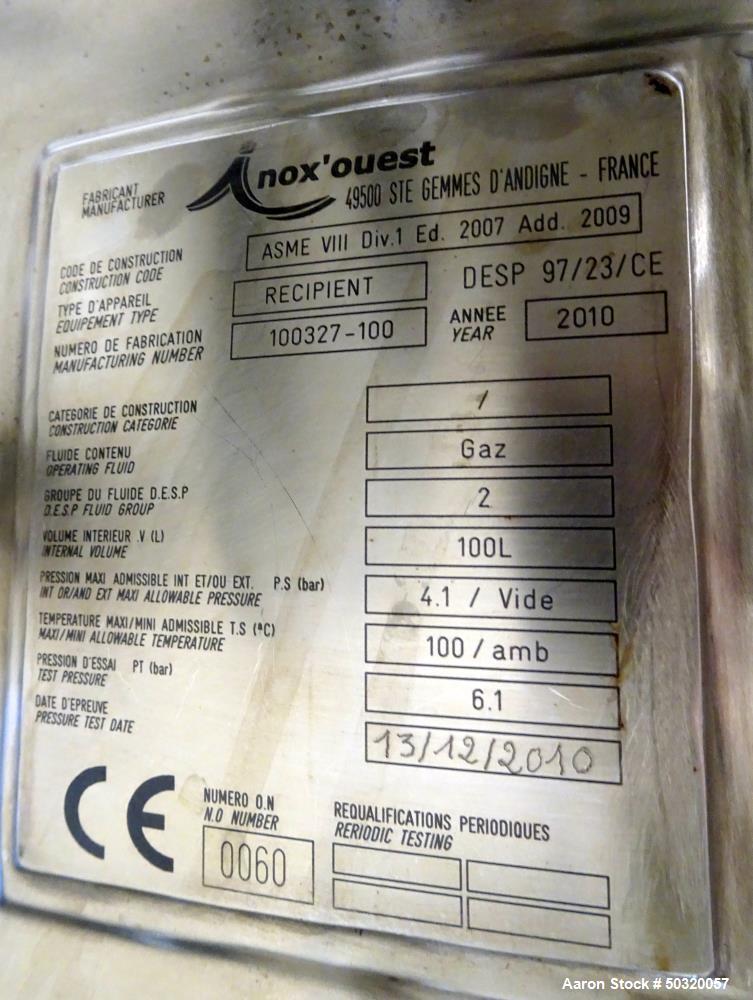 inox'ouest
FABRICANT
MANUFACTURER
49500 STE GEMMES D'ANDIGNE - FRANCE
CODE DE CONSTRUCTION
CONSTRUCTION CODE
ASME VIII Div.1 Ed. 2007 Add. 2009
TYPE D'APPAREIL
EQUIPEMENT TYPE
RECIPIENT
DESP 97/23/CE
NUMERO DE FABRICATION
MANUFACTURING NUMBER
100327-100
ANNEE
YEAR
2010
CATEGORIE DE CONSTRUCTION
CONSTRUCTION CATEGORIE
/
FLUIDE CONTENU
OPERATING FLUID
Gaz
GROUPE DU FLUIDE D.E.S.P
D.E.S.P FLUID GROUP
2
VOLUME INTERIEUR .V (L)
INTERNAL VOLUME
100L
PRESSION MAXI ADMISSIBLE INT ET/OU EXT. P.S (bar)
INT OR/AND EXT MAXI ALLOWABLE PRESSURE
4.1 / Vide
TEMPERATURE MAXI/MINI ADMISSIBLE T.S (°C)
MAXI/MINI ALLOWABLE TEMPERATURE
100 / amb
PRESSION D'ESSAI PT (bar)
TEST PRESSURE
6.1
DATE D'EPREUVE
PRESSURE TEST DATE
13/12/2010
CE
NUMERO O.N
N.O NUMBER
0060
REQUALIFICATIONS PERIODIQUES
RERIODIC TESTING
Aaron Stock # 50320057